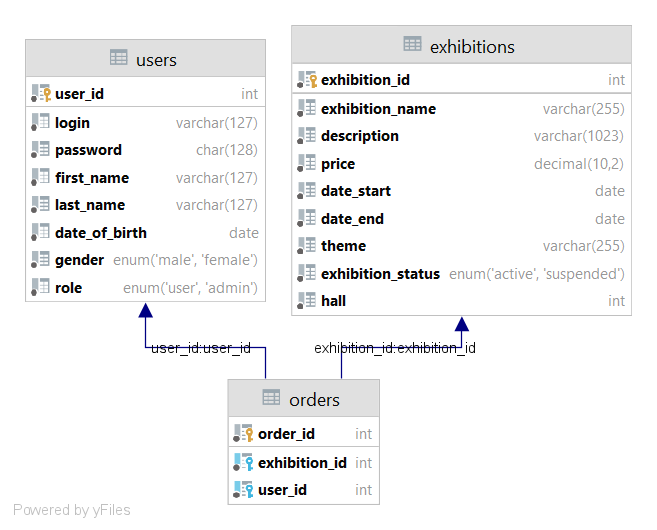 users
user_id int
login varchar(127)
password char(128)
first_name varchar(127)
last_name varchar(127)
date_of_birth date
gender enum('male', 'female')
role enum('user', 'admin')
exhibitions
exhibition_id int
exhibition_name varchar(255)
description varchar(1023)
price decimal(10,2)
date_start date
date_end date
theme varchar(255)
exhibition_status enum('active', 'suspended')
hall int
user_id:user_id
exhibition_id:exhibition_id
orders
order_id int
exhibition_id int
user_id int
Powered by yFiles